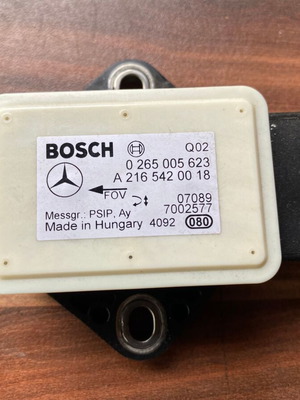 BOSCH Q02
0 265 005 623
A 216 542 00 18
FOV 07089
Messgr.: PSIP, Ay 7002577
Made in Hungary 4092 080